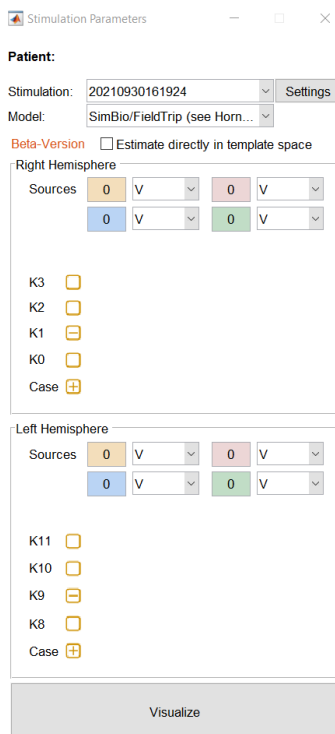 Stimulation Parameters
Patient:
Stimulation: 20210930161924 Settings
Model: SimBio/FieldTrip (see Horn...
Beta-Version Estimate directly in template space
Right Hemisphere
Sources 0 V 0 V
0 V 0 V
K3
K2
K1
K0
Case
Left Hemisphere
Sources 0 V 0 V
0 V 0 V
K11
K10
K9
K8
Case
Visualize